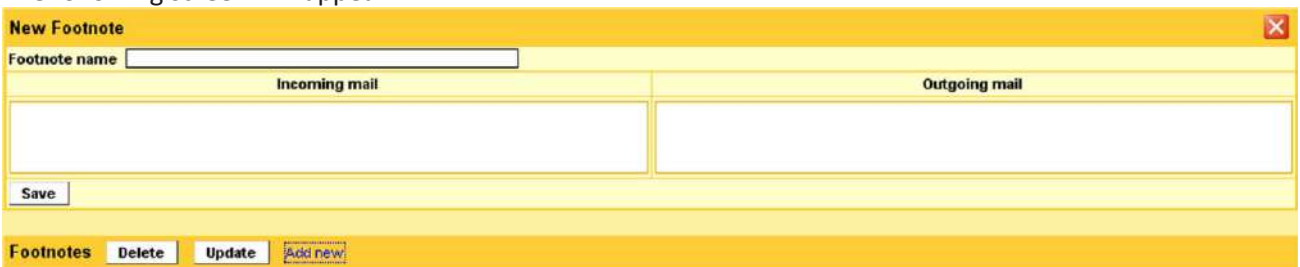 New Footnote
Footnote name
Incoming mail Outgoing mail
Save
Footnotes Delete Update Add new